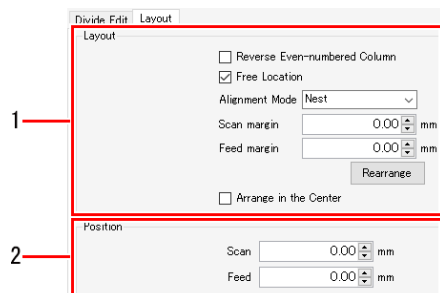 Divide Edit Layout
Layout
Reverse Even-numbered Column
Free Location
Alignment Mode Nest
1
Scan margin 0.00 mm
Feed margin 0.00 mm
Rearrange
Arrange in the Center
Position
2
Scan 0.00 mm
Feed 0.00 mm